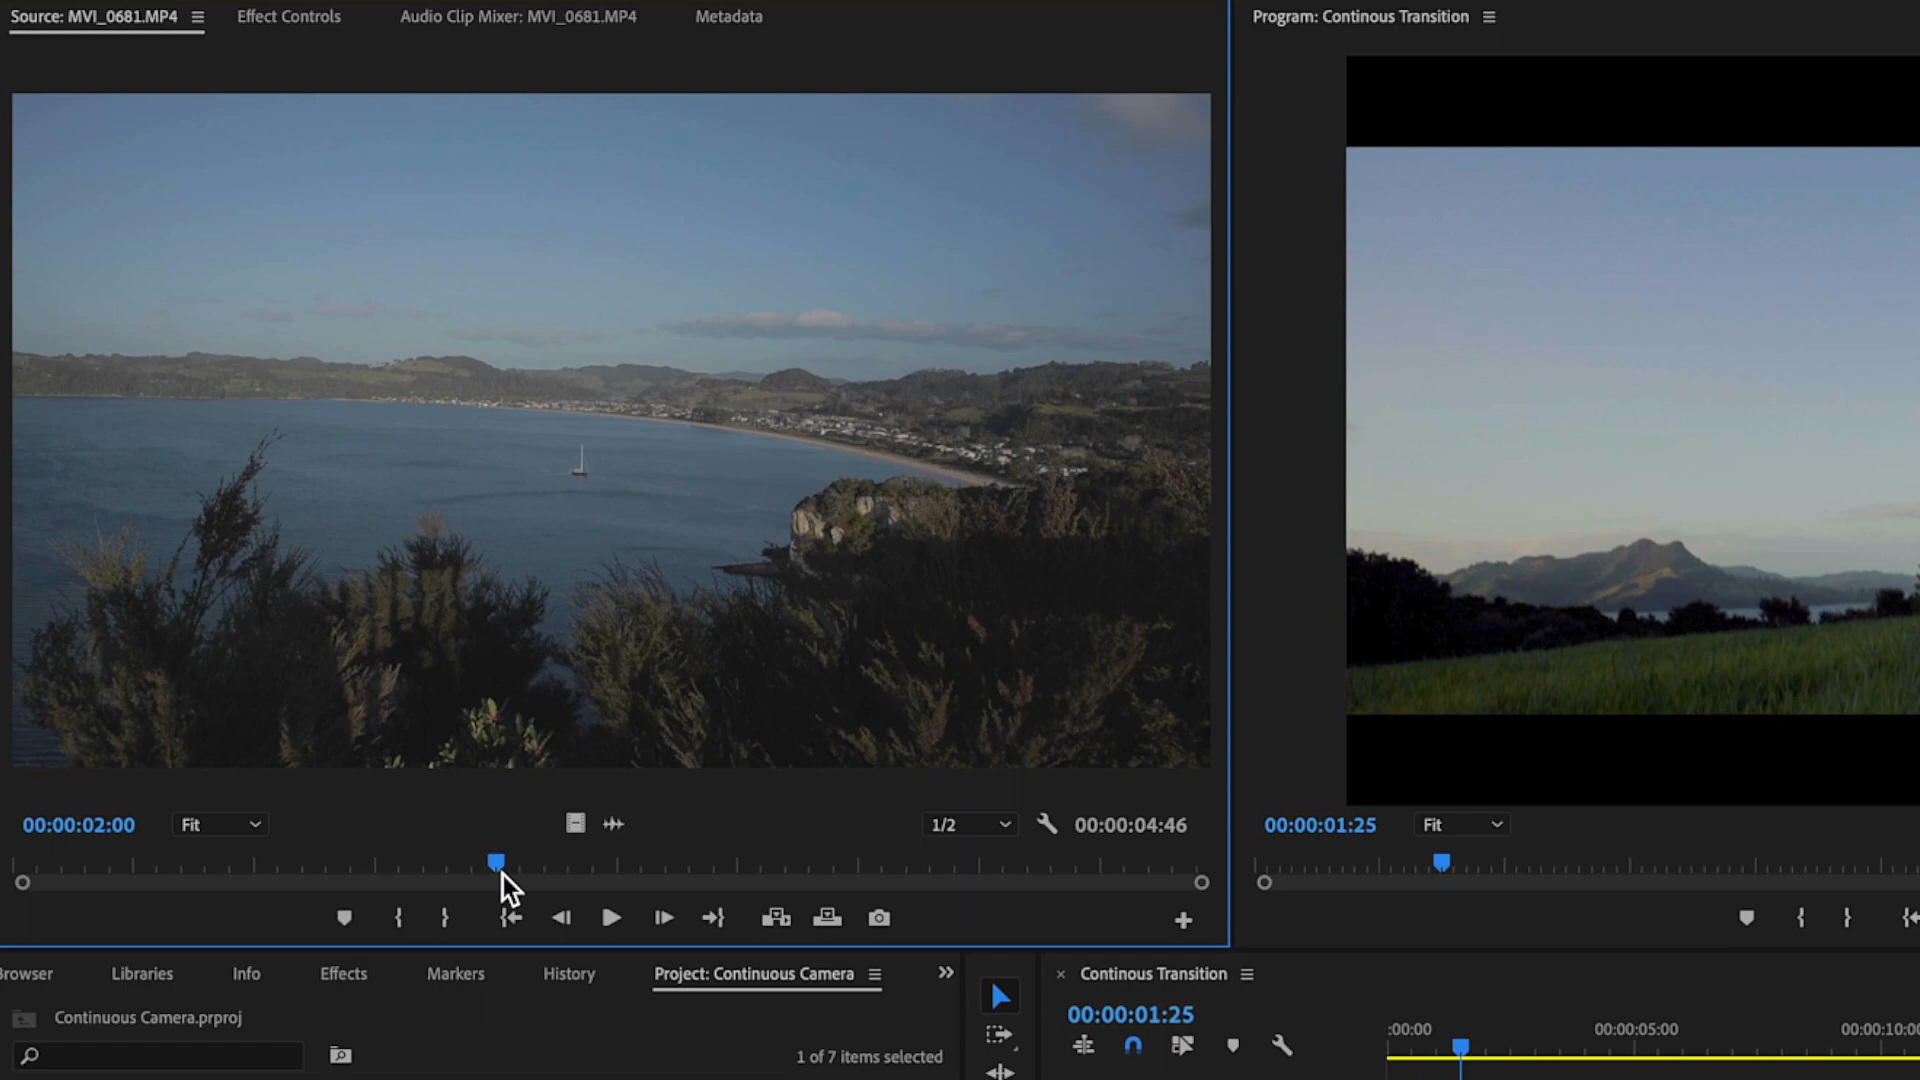 Source: MVI_0681.MP4
Effect Controls
Audio Clip Mixer: MVI_0681.MP4
Metadata
Program: Continous Transition
00:00:02:00
Fit
1/2
00:00:04:46
00:00:01:25
Fit
Browser
Libraries
Info
Effects
Markers
History
Project: Continuous Camera
Continous Transition
Continuous Camera.prproj
00:00:01:25
:00:00
00:00:05:00
00:00:10:00
1 of 7 items selected